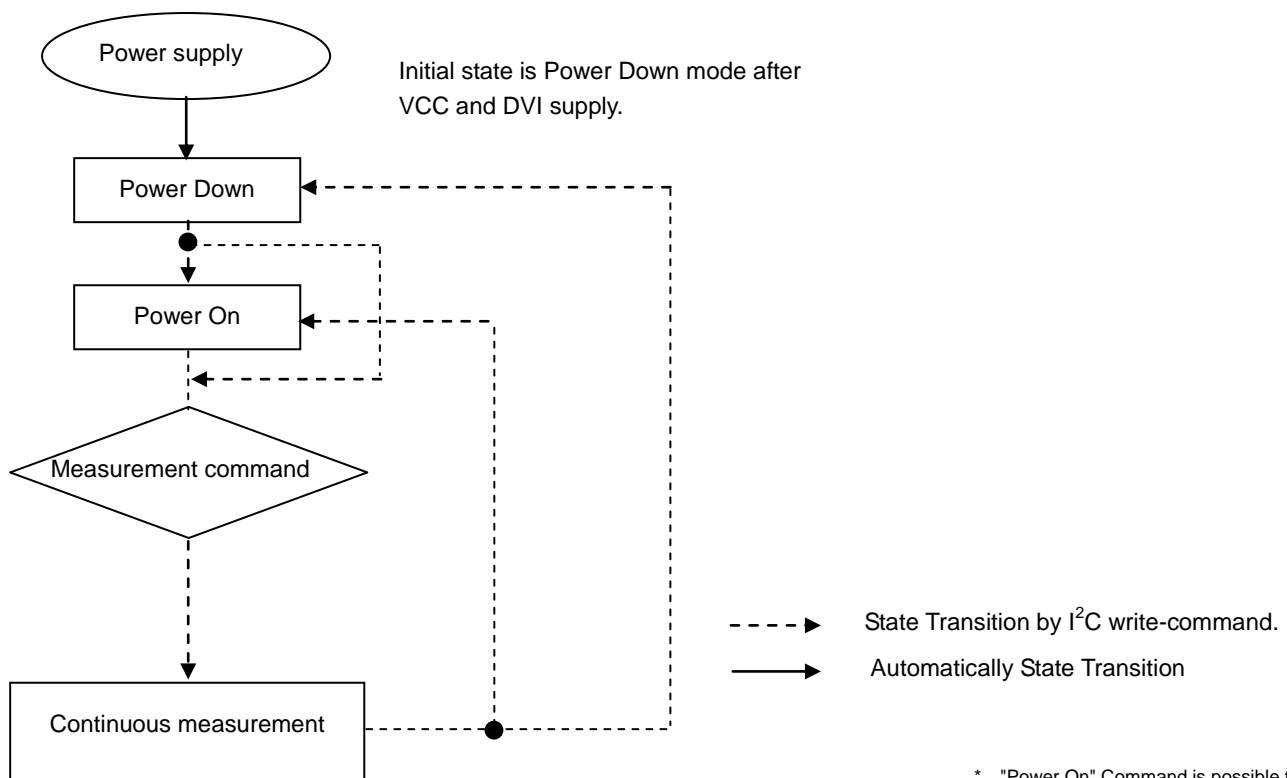 Power supply
Initial state is Power Down mode after
VCC and DVI supply.
Power Down
Power On
Measurement command
State Transition by I²C write-command.
Automatically State Transition
Continuous measurement
* "Power On" Command is possible